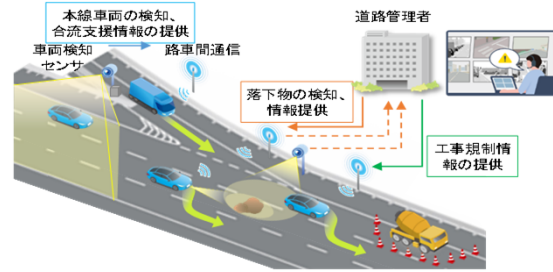 本線車両の検知、
合流支援情報の提供
車両検知
センサ
路車間通信
道路管理者
落下物の検知、
情報提供
工事規制情
報の提供